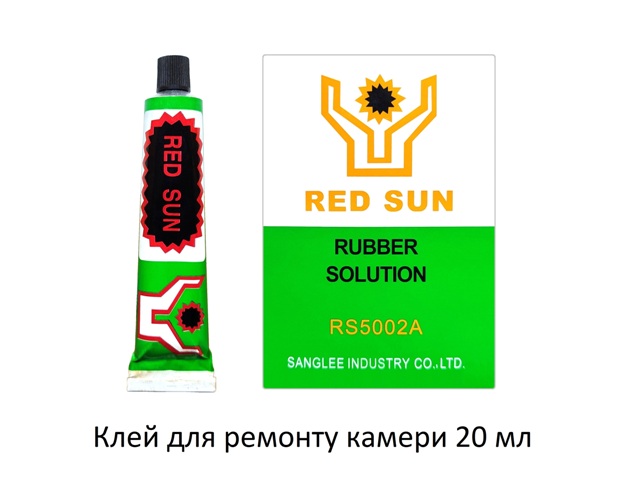 RED SUN
RED SUN
RUBBER
SOLUTION
RS5002A
SANGLEE INDUSTRY CO.,LTD.
Клей для ремонту камери 20 мл